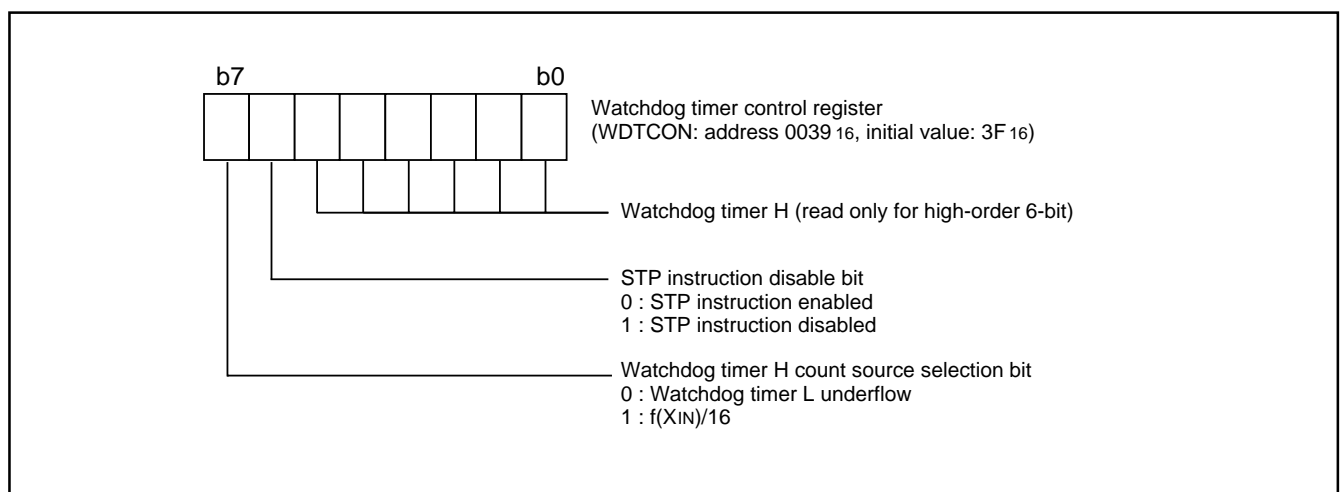 b7 b0
Watchdog timer control register
(WDTCON: address 0039 16, initial value: 3F 16)
Watchdog timer H (read only for high-order 6-bit)
STP instruction disable bit
0 : STP instruction enabled
1 : STP instruction disabled
Watchdog timer H count source selection bit
0 : Watchdog timer L underflow
1 : f(XIN)/16